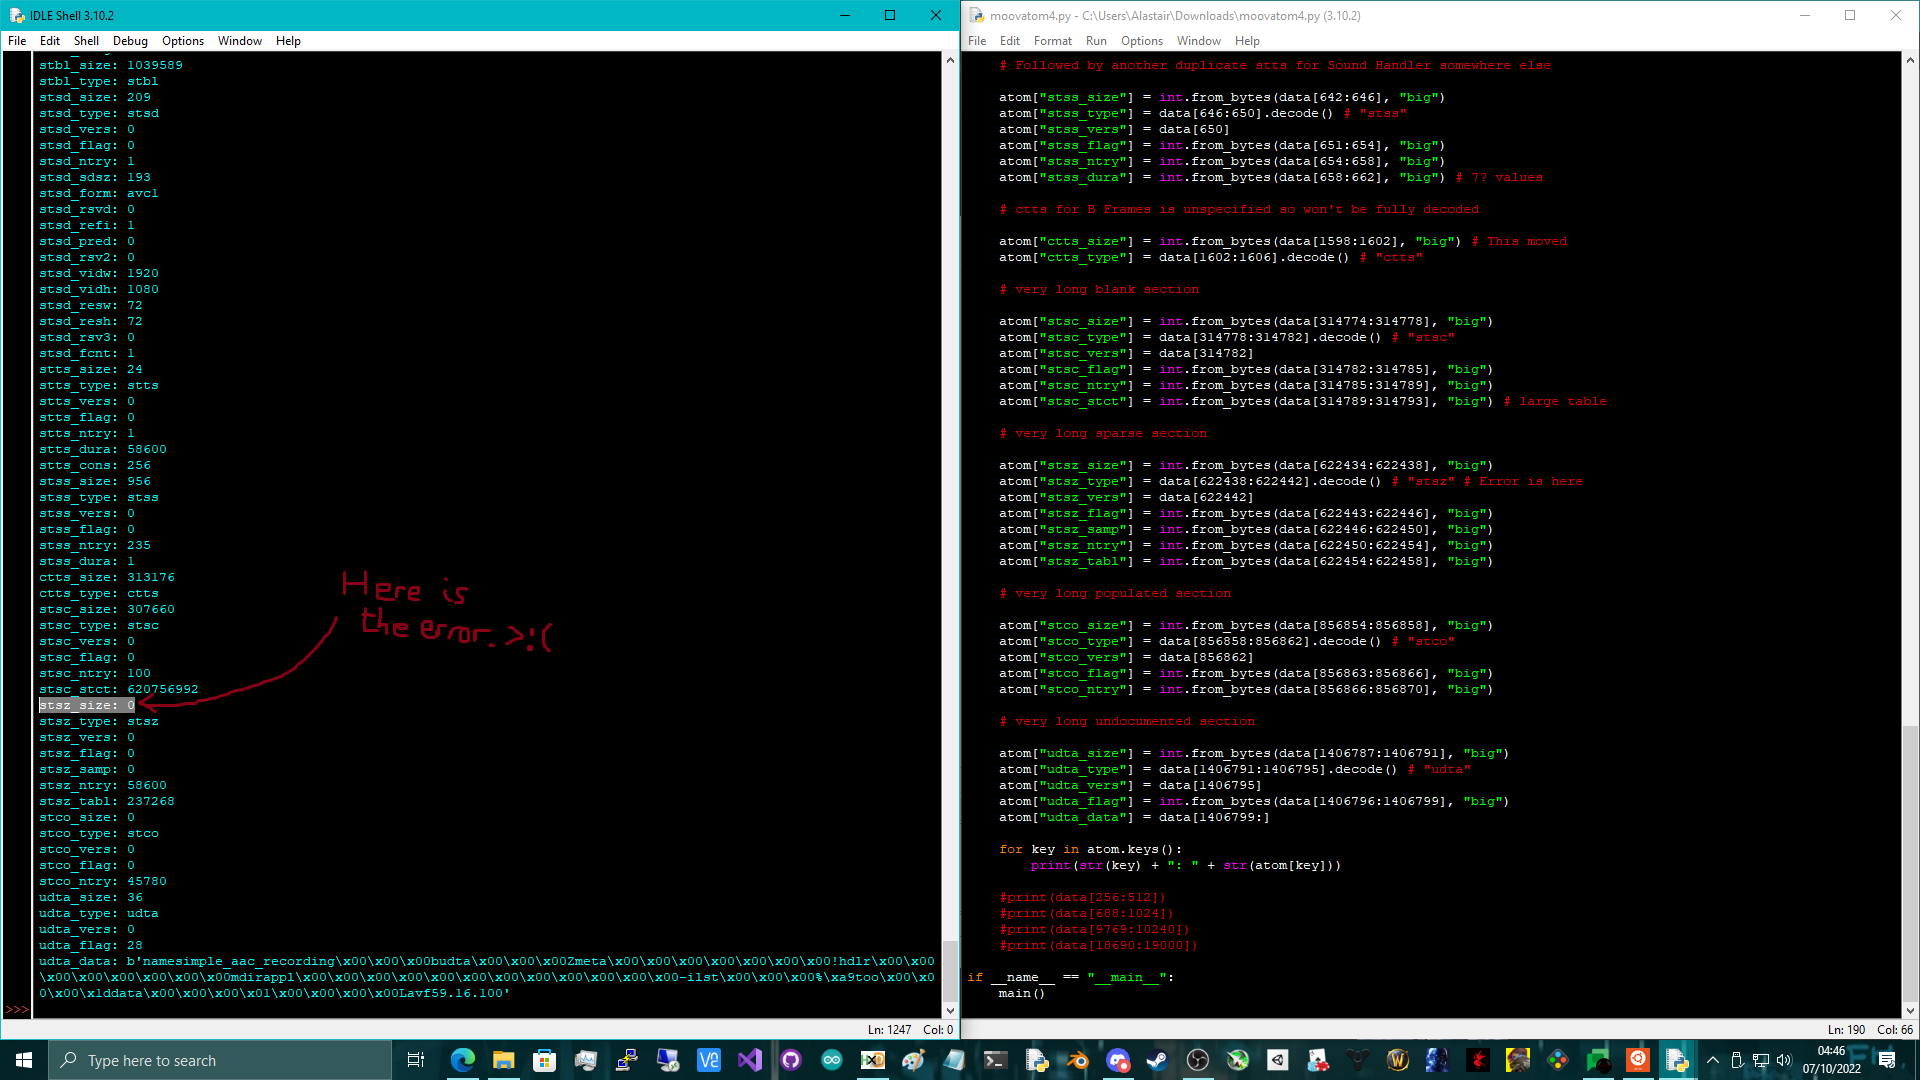 IDLE Shell 3.10.2
File Edit Shell Debug Options Window Help
stbl_size: 1039589
stbl_type: stbl
stsd_size: 209
stsd_type: stsd
stsd_vers: 0
stsd_flag: 0
stsd_ntry: 1
stsd_sdsz: 193
stsd_form: avc1
stsd_rsvd: 0
stsd_refi: 1
stsd_pred: 0
stsd_rsv2: 0
stsd_vidw: 1920
stsd_vidh: 1080
stsd_resw: 72
stsd_resh: 72
stsd_rsv3: 0
stsd_fcnt: 1
stts_size: 24
stts_type: stts
stts_vers: 0
stts_flag: 0
stts_ntry: 1
stts_dura: 58600
stts_cons: 256
stss_size: 956
stss_type: stss
stss_vers: 0
stss_flag: 0
stss_ntry: 235
stss_dura: 1
ctts_size: 313176
ctts_type: ctts
stsc_size: 307660
stsc_type: stsc
stsc_vers: 0
stsc_flag: 0
stsc_ntry: 100
stsc_stct: 620756992
stsz_size: 0
stsz_type: stsz
stsz_vers: 0
stsz_flag: 0
stsz_samp: 0
stsz_ntry: 58600
stsz_tabl: 237268
stco_size: 0
stco_type: stco
stco_vers: 0
stco_flag: 0
stco_ntry: 45780
udta_size: 36
udta_type: udta
udta_vers: 0
udta_flag: 28
udta_data: b'namesimple_aac_recording\x00\x00\x00budta\x00\x00\x00Zmeta\x00\x00\x00\x00\x00\x00\x00!hdlr\x00\x00
\x00\x00\x00\x00\x00\x00mdirappl\x00\x00\x00\x00\x00\x00\x00\x00\x00\x00\x00\x00-ilst\x00\x00\x00%\xa9too\x00\x0
0\x00\x1ddata\x00\x00\x00\x01\x00\x00\x00\x00Lavf59.16.100'
>>>
Here is
the error. >:(
Ln: 1247 Col: 0
moovatom4.py - C:\Users\Alastair\Downloads\moovatom4.py (3.10.2)
File Edit Format Run Options Window Help
# Followed by another duplicate stts for Sound Handler somewhere else
atom["stss_size"] = int.from_bytes(data[642:646], "big")
atom["stss_type"] = data[646:650].decode() # "stss"
atom["stss_vers"] = data[650]
atom["stss_flag"] = int.from_bytes(data[651:654], "big")
atom["stss_ntry"] = int.from_bytes(data[654:658], "big")
atom["stss_dura"] = int.from_bytes(data[658:662], "big") # 7? values
# ctts for B Frames is unspecified so won't be fully decoded
atom["ctts_size"] = int.from_bytes(data[1598:1602], "big") # This moved
atom["ctts_type"] = data[1602:1606].decode() # "ctts"
# very long blank section
atom["stsc_size"] = int.from_bytes(data[314774:314778], "big")
atom["stsc_type"] = data[314778:314782].decode() # "stsc"
atom["stsc_vers"] = data[314782]
atom["stsc_flag"] = int.from_bytes(data[314782:314785], "big")
atom["stsc_ntry"] = int.from_bytes(data[314785:314789], "big")
atom["stsc_stct"] = int.from_bytes(data[314789:314793], "big") # large table
# very long sparse section
atom["stsz_size"] = int.from_bytes(data[622434:622438], "big")
atom["stsz_type"] = data[622438:622442].decode() # "stsz" # Error is here
atom["stsz_vers"] = data[622442]
atom["stsz_flag"] = int.from_bytes(data[622443:622446], "big")
atom["stsz_samp"] = int.from_bytes(data[622446:622450], "big")
atom["stsz_ntry"] = int.from_bytes(data[622450:622454], "big")
atom["stsz_tabl"] = int.from_bytes(data[622454:622458], "big")
# very long populated section
atom["stco_size"] = int.from_bytes(data[856854:856858], "big")
atom["stco_type"] = data[856858:856862].decode() # "stco"
atom["stco_vers"] = data[856862]
atom["stco_flag"] = int.from_bytes(data[856863:856866], "big")
atom["stco_ntry"] = int.from_bytes(data[856866:856870], "big")
# very long undocumented section
atom["udta_size"] = int.from_bytes(data[1406787:1406791], "big")
atom["udta_type"] = data[1406791:1406795].decode() # "udta"
atom["udta_vers"] = data[1406795]
atom["udta_flag"] = int.from_bytes(data[1406796:1406799], "big")
atom["udta_data"] = data[1406799:]
for key in atom.keys():
print(str(key) + ": " + str(atom[key]))
#print(data[256:512])
#print(data[688:1024])
#print(data[9769:10240])
#print(data[18690:19000])
if __name__ == "__main__":
main()
Ln: 190 Col: 66
Type here to search
04:46
07/10/2022